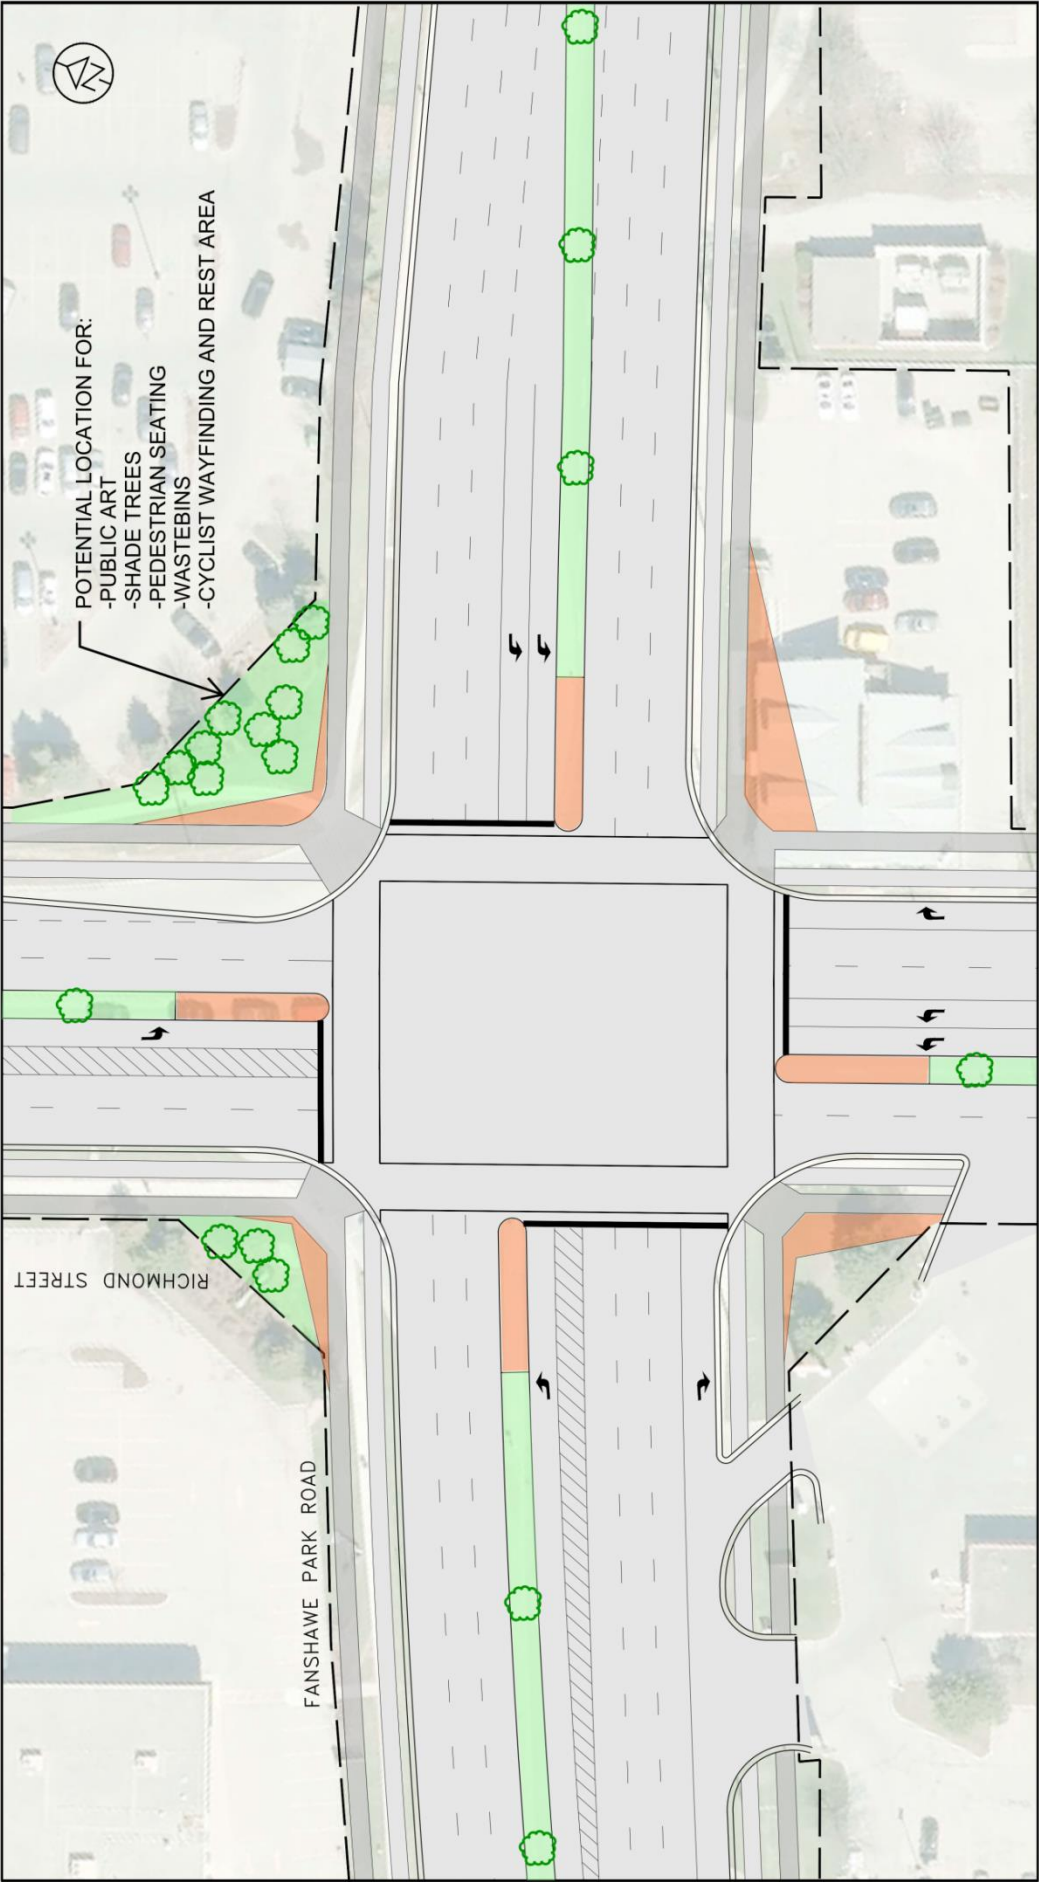 POTENTIAL LOCATION FOR:
-PUBLIC ART
-SHADE TREES
-PEDESTRIAN SEATING
-WASTEBINS
-CYCLIST WAYFINDING AND REST AREA
RICHMOND STREET
FANSHAWE PARK ROAD